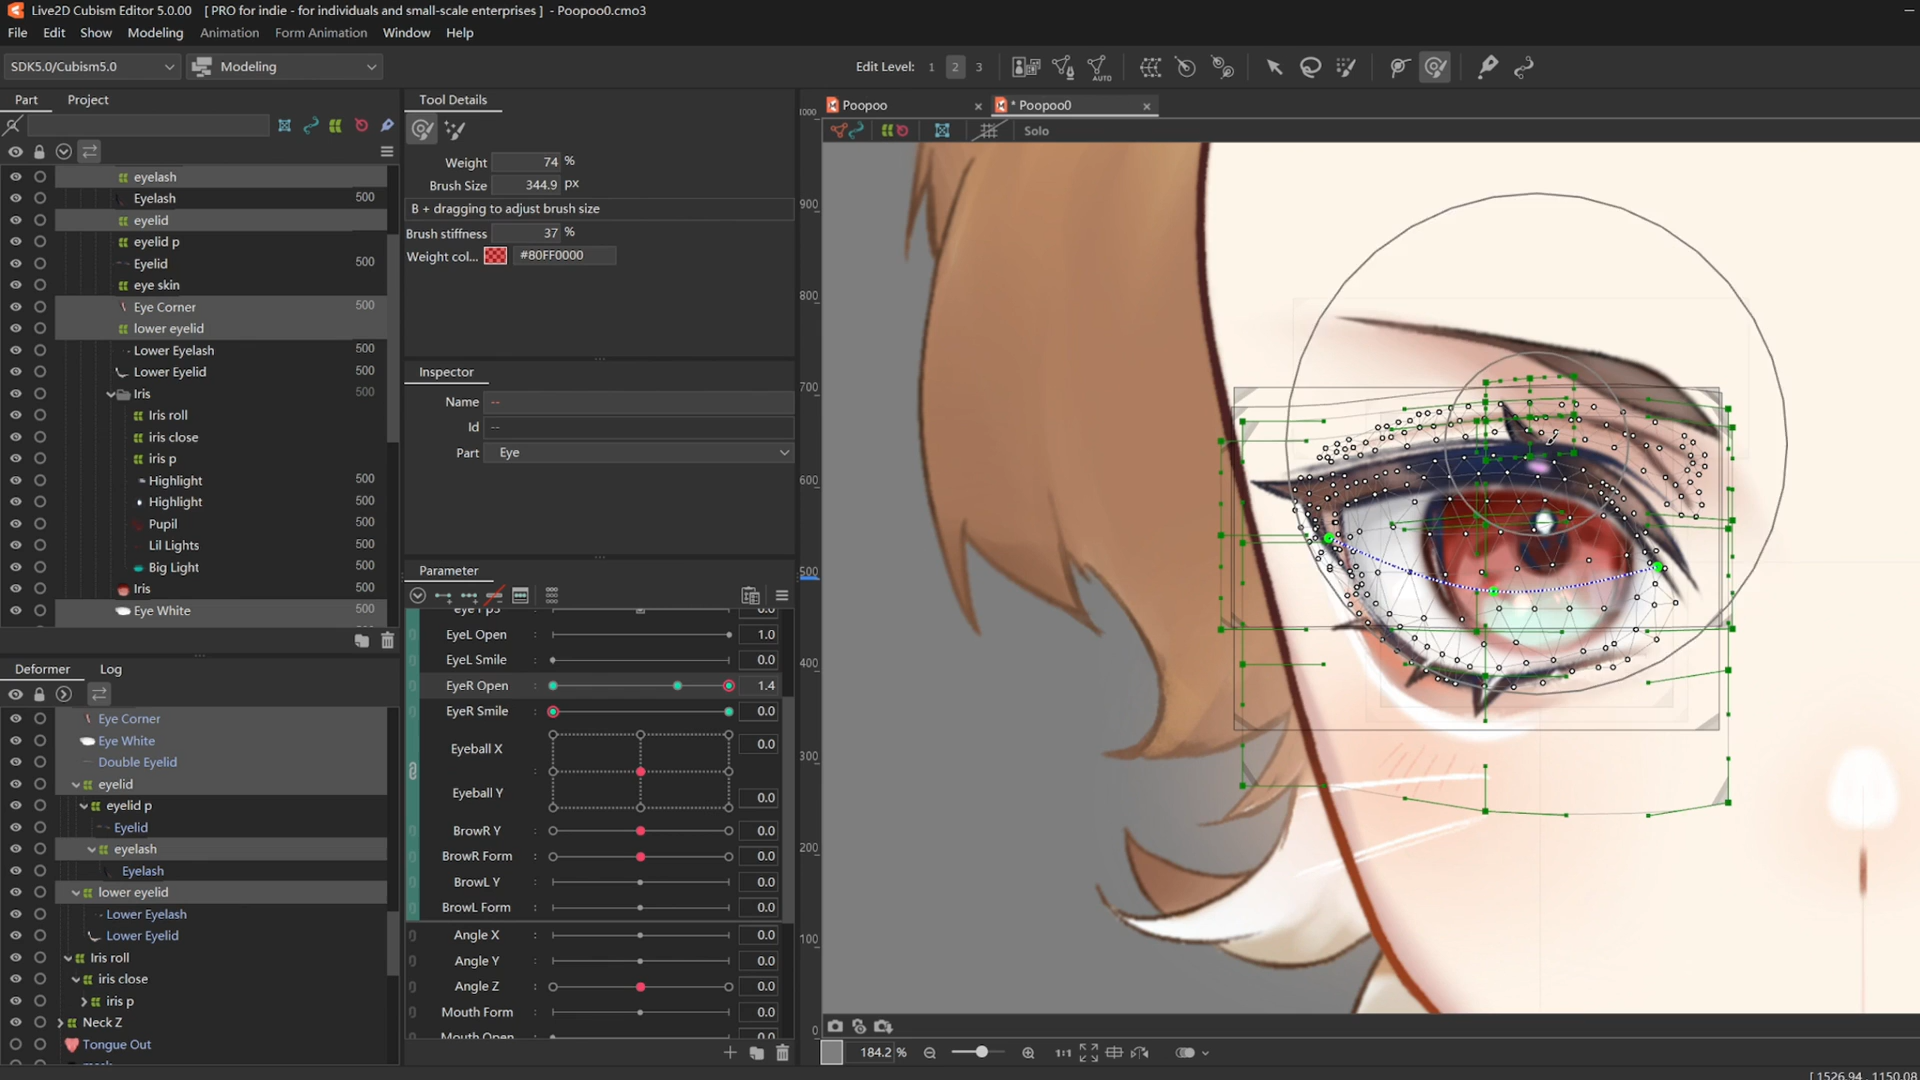 Live2D Cubism Editor 5.0.00 [ PRO for indie - for individuals and small-scale enterprises ] - Poopoo0.cmo3
File Edit Show Modeling Animation Form Animation Window Help
SDK5.0/Cubism5.0 Modeling Edit Level: 1 2 3 AUTO
Part Project
eyelash
Eyelash 500
eyelid
eyelid p
Eyelid 500
eye skin
Eye Corner 500
lower eyelid
Lower Eyelash 500
Lower Eyelid 500
Iris 500
Iris roll
iris close
iris p
Highlight 500
Highlight 500
Pupil 500
Lil Lights 500
Big Light 500
Iris 500
Eye White 500
Deformer Log
Eye Corner
Eye White
Double Eyelid
eyelid
eyelid p
Eyelid
eyelash
Eyelash
lower eyelid
Lower Eyelash
Lower Eyelid
Iris roll
iris close
iris p
Neck Z
Tongue Out
Tool Details
Weight 74 %
Brush Size 344.9 px
B + dragging to adjust brush size
Brush stiffness 37 %
Weight col... #80FF0000
Inspector
Name --
Id --
Part Eye
Parameter
EyeL Open : 1.0
EyeL Smile : 0.0
EyeR Open : 1.4
EyeR Smile : 0.0
Eyeball X 0.0
:
Eyeball Y 0.0
BrowR Y : 0.0
BrowR Form : 0.0
BrowL Y : 0.0
BrowL Form : 0.0
Angle X : 0.0
Angle Y : 0.0
Angle Z : 0.0
Mouth Form : 0.0
Mouth Open 0.0
Poopoo × * Poopoo0 ×
Solo
1000
900
800
700
600
500
400
300
200
100
0
184.2 % 1:1
[ 1526.94 , 1150.08